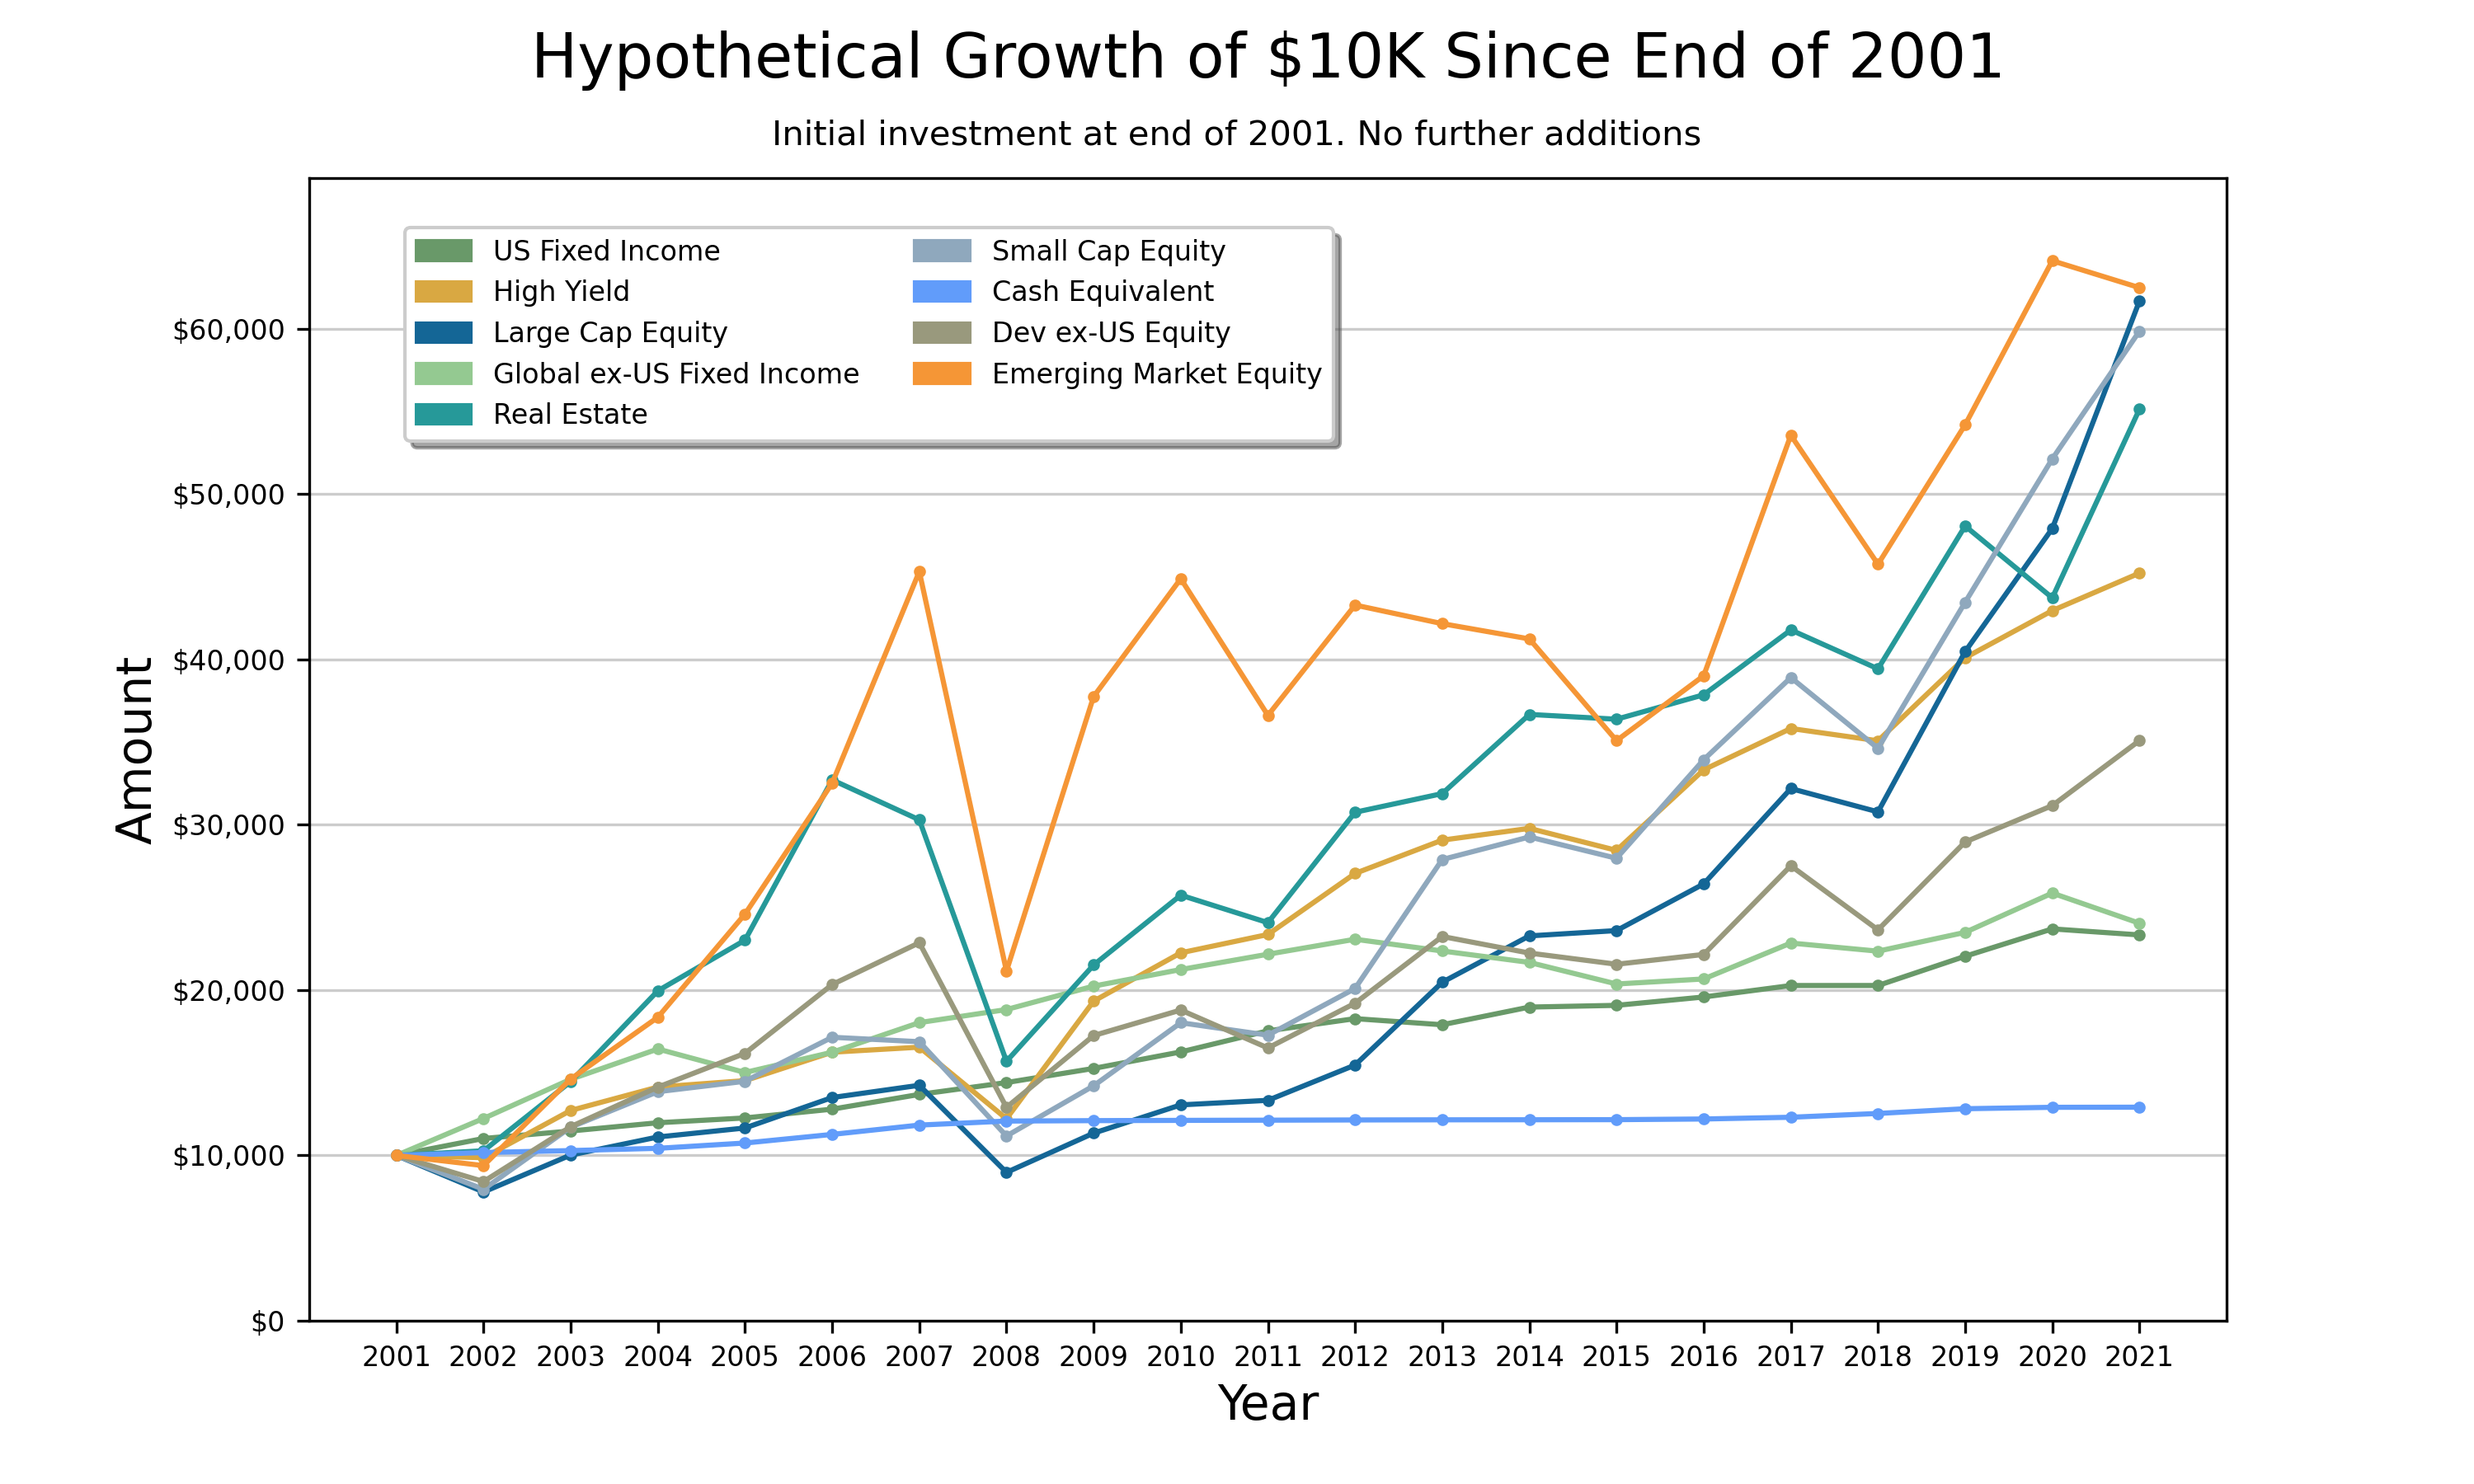 Hypothetical Growth of $10K Since End of 2001
Initial investment at end of 2001. No further additions
US Fixed Income
High Yield
Large Cap Equity
Global ex-US Fixed Income
Real Estate
Small Cap Equity
Cash Equivalent
Dev ex-US Equity
Emerging Market Equity
Amount
$60,000
$50,000
$40,000
$30,000
$20,000
$10,000
$0
2001 2002 2003 2004 2005 2006 2007 2008 2009 2010 2011 2012 2013 2014 2015 2016 2017 2018 2019 2020 2021
Year